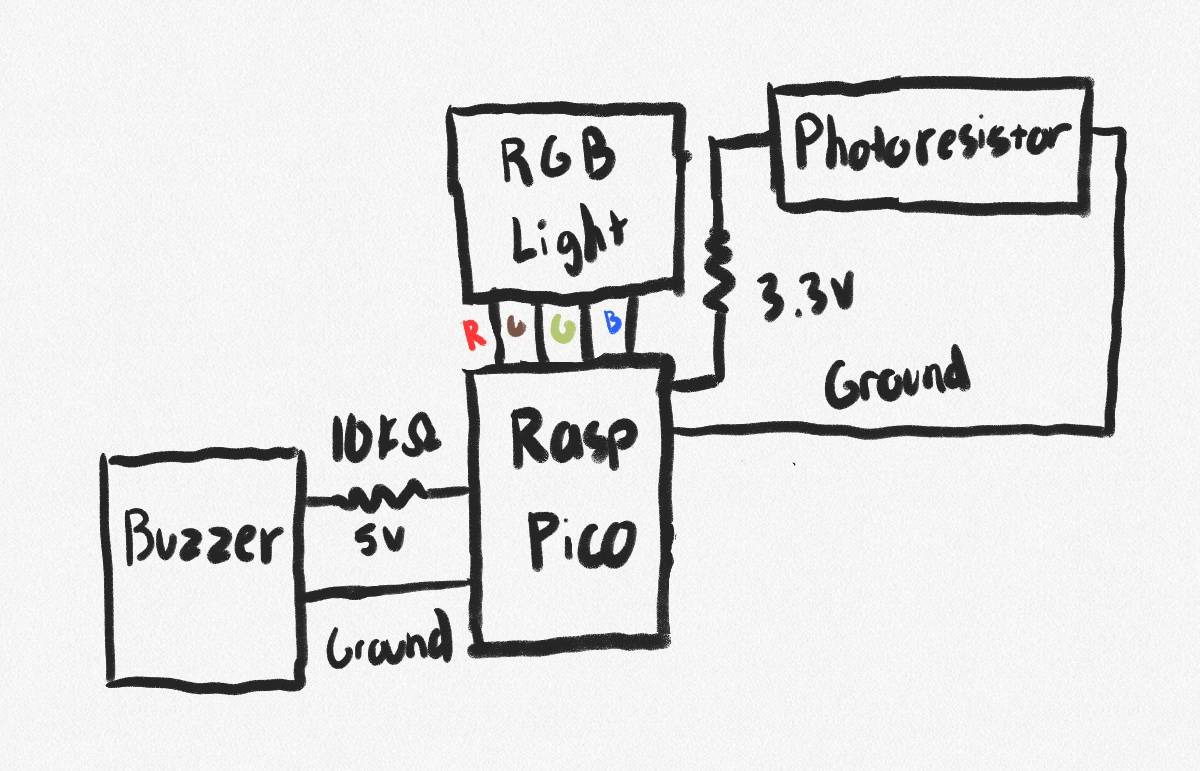 RGB
Light
Photoresistor
3.3V
R G G B
Ground
Rasp
Pico
10kΩ
5V
Buzzer
Ground